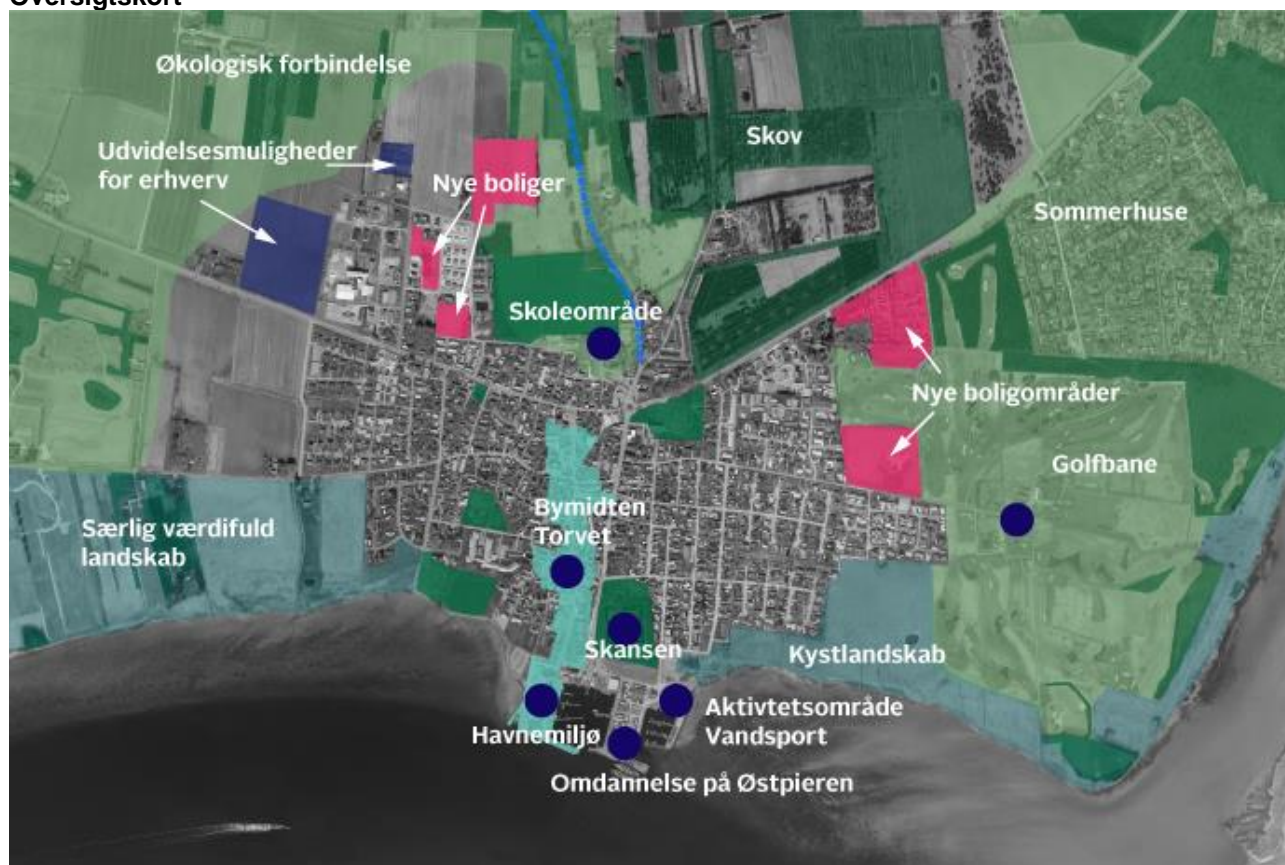 Oversigtskort
Økologisk forbindelse
Udvidelsesmuligheder
for erhverv
Nye boliger
Skov
Sommerhuse
Skoleområde
Nye boligområder
Golfbane
Bymidten
Torvet
Særlig værdifuld
landskab
Skansen
Kystlandskab
Havnemiljø
Aktivtetsområde
Vandsport
Omdannelse på Østpieren